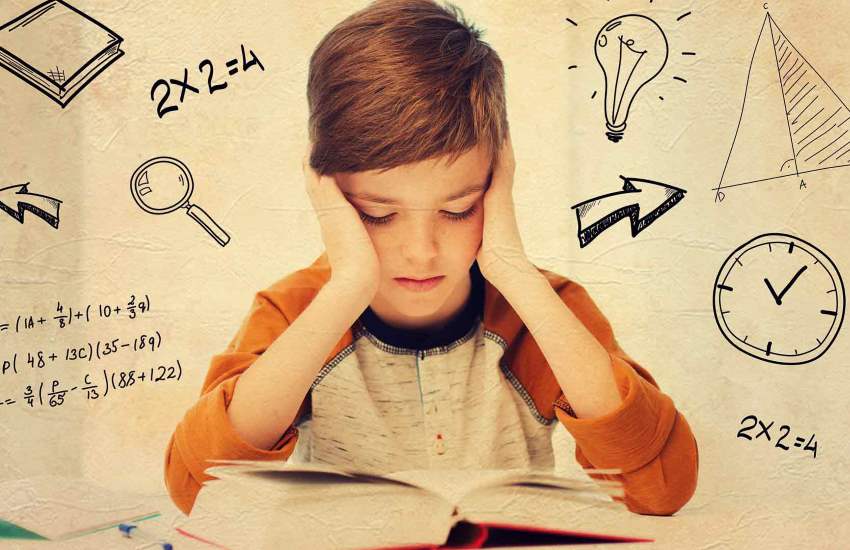 2x2=4
C
D
A
= (1A + 4/8) + ( 10 + 2/3 9)
P( 48 + 13C) (35 - 189)
= 3/4 ( P/65 - C/13 ) (88 + 122)
2x2=4